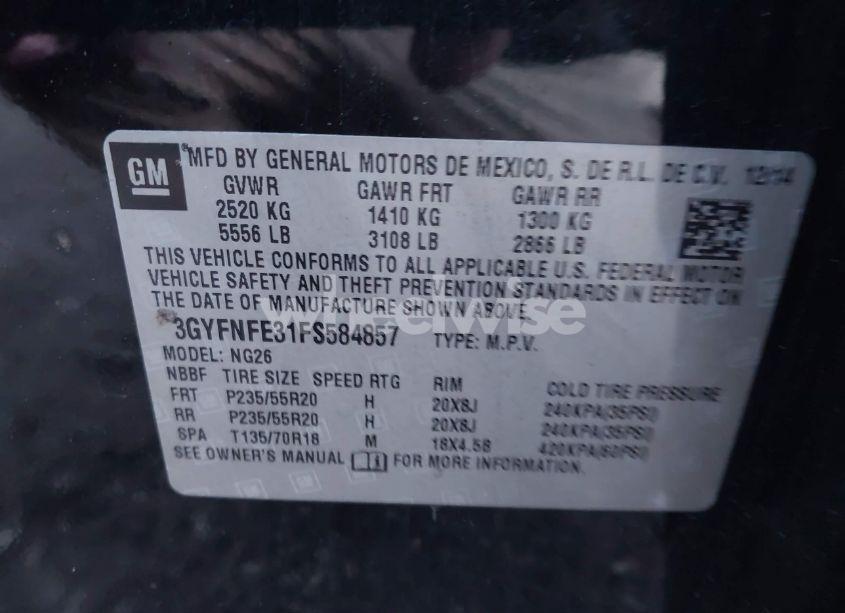 GM
MFD BY GENERAL MOTORS DE MEXICO, S. DE R.L. DE C.V. 12/14
GVWR GAWR FRT GAWR RR
2520 KG 1410 KG 1300 KG
5556 LB 3108 LB 2866 LB
THIS VEHICLE CONFORMS TO ALL APPLICABLE U.S. FEDERAL MOTOR
VEHICLE SAFETY AND THEFT PREVENTION STANDARDS IN EFFECT ON
THE DATE OF MANUFACTURE SHOWN ABOVE.
wheelwise
3GYFNFE31FS584857 TYPE: M.P.V.
MODEL: NG26
NBBF TIRE SIZE SPEED RTG RIM COLD TIRE PRESSURE
FRT P235/55R20 H 20X8J 240KPA(35PSI)
RR P235/55R20 H 20X8J 240KPA(35PSI)
SPA T135/70R18 M 18X4.5B 420KPA(60PSI)
SEE OWNER'S MANUAL FOR MORE INFORMATION.